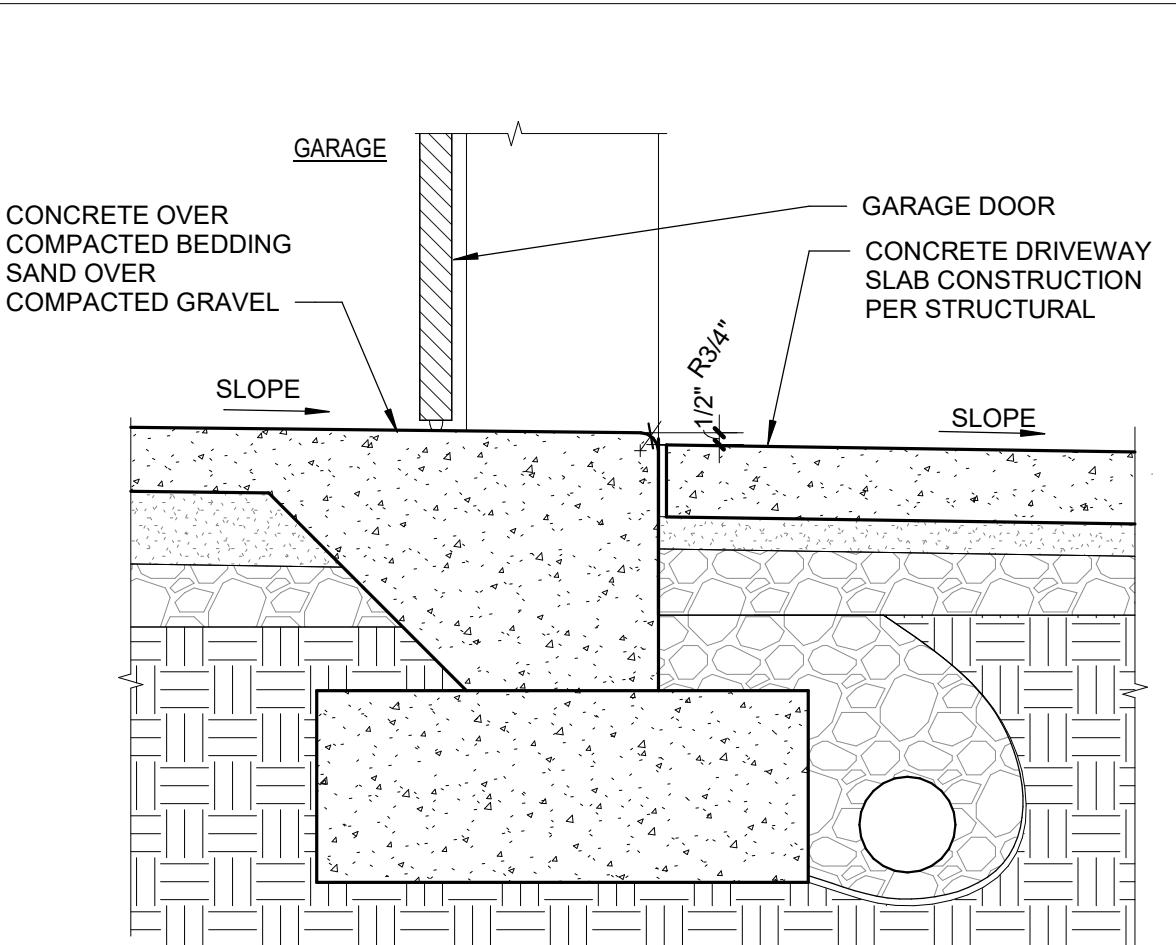 GARAGE
CONCRETE OVER
COMPACTED BEDDING
SAND OVER
COMPACTED GRAVEL
GARAGE DOOR
CONCRETE DRIVEWAY
SLAB CONSTRUCTION
PER STRUCTURAL
R3/4"
1/2"
SLOPE
SLOPE